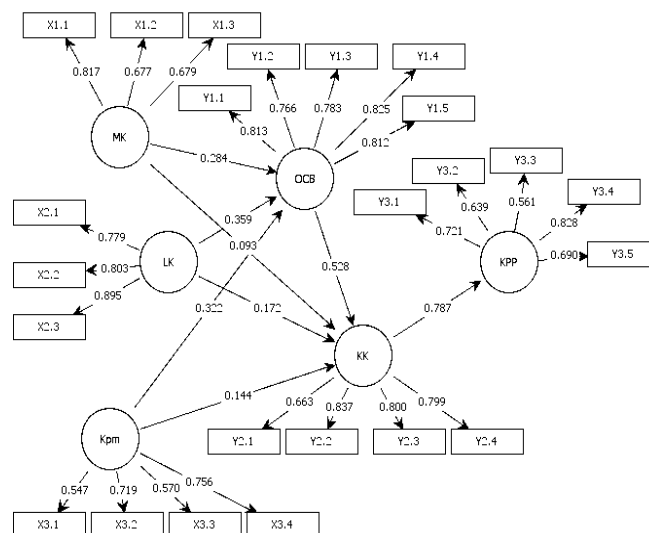 X1.1 X1.2 X1.3
0.817 0.677 0.679
Y1.2 Y1.3 Y1.4
0.766 0.783 0.825
Y1.1 Y1.5
0.813 0.812
MK
0.284
OCB
Y3.2 Y3.3
Y3.1 Y3.4
0.639 0.561 0.828
0.721 0.690
KPP Y3.5
X2.1
0.779
0.359
X2.2 0.803 LK 0.093
0.895
X2.3
0.322 0.172
0.528
0.787
KK
0.144
0.663 0.837 0.800 0.799
Y2.1 Y2.2 Y2.3 Y2.4
Kpm
0.547 0.719 0.570 0.756
X3.1 X3.2 X3.3 X3.4